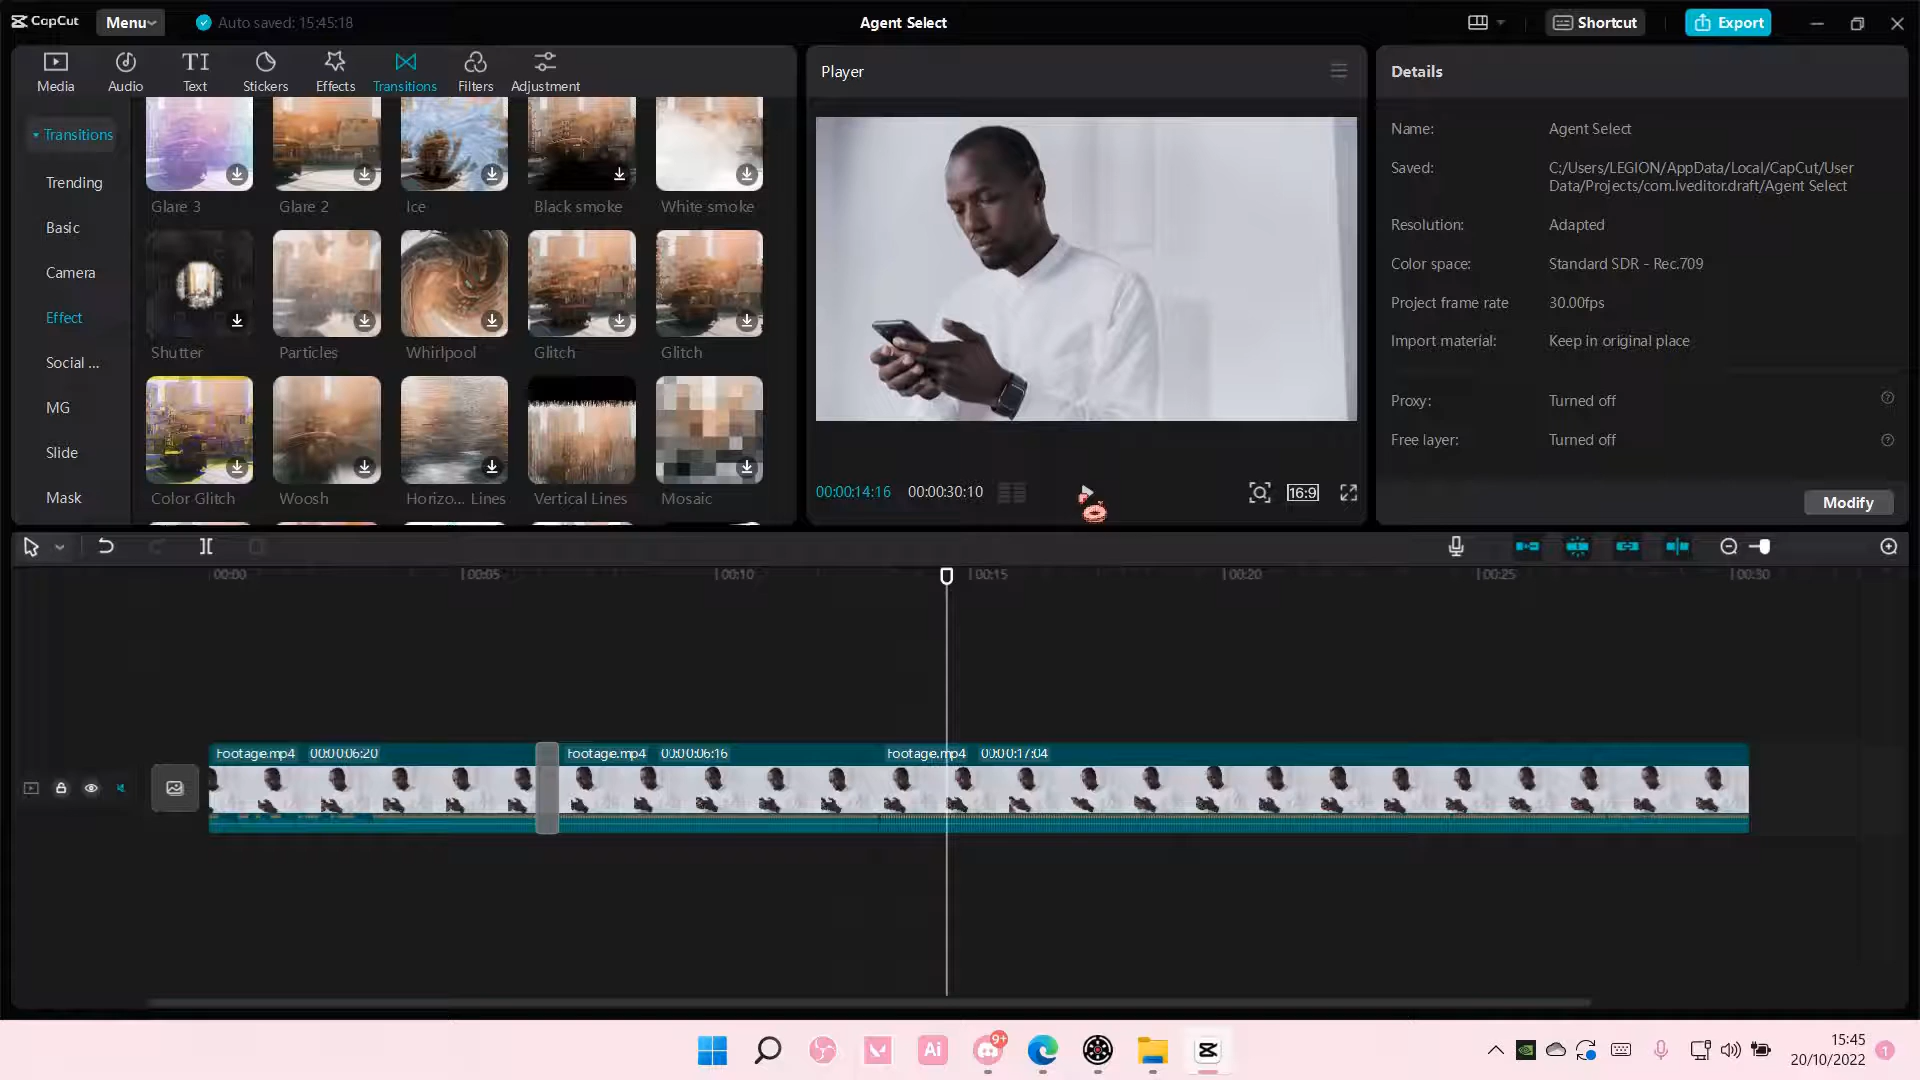 CapCut
Menu
Auto saved: 15:45:18
Agent Select
Shortcut
Export
Media
Audio
TI
Text
Stickers
Effects
Transitions
Filters
Adjustment
Player
Details
Transitions
Trending
Basic
Camera
Effect
Social ...
MG
Slide
Mask
Glare 3
Glare 2
Ice
Black smoke
White smoke
Shutter
Particles
Whirlpool
Glitch
Glitch
Color Glitch
Woosh
Horizo... Lines
Vertical Lines
Mosaic
00:00:14:16
00:00:30:10
16:9
Name:
Agent Select
Saved:
C:/Users/LEGION/AppData/Local/CapCut/User
Data/Projects/com.lveditor.draft/Agent Select
Resolution:
Adapted
Color space:
Standard SDR - Rec.709
Project frame rate
30.00fps
Import material:
Keep in original place
Proxy:
Turned off
Free layer:
Turned off
Modify
00:00
00:05
00:10
00:15
00:20
00:25
00:30
Footage.mp4 00:00:06:20
Footage.mp4 00:00:06:16
Footage.mp4 00:00:17:04
Ai
9+
15:45
20/10/2022
1